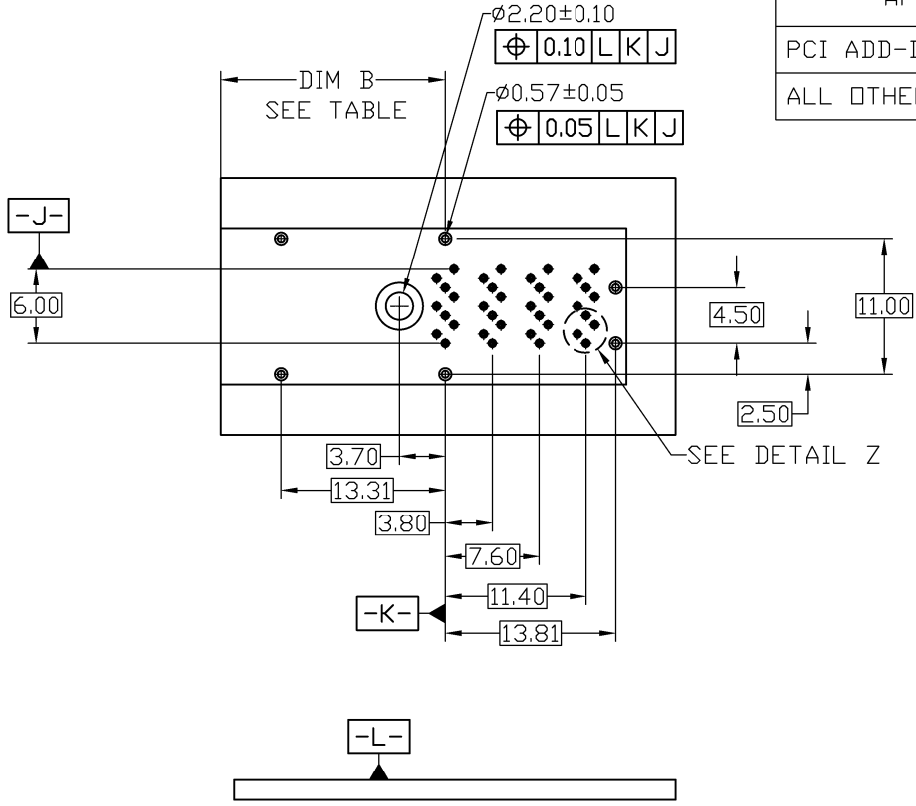 ⌀2.20±0.10
⌖ 0.10 L K J
PCI ADD-I
ALL OTHE
DIM B
SEE TABLE
⌀0.57±0.05
⌖ 0.05 L K J
-J-
6.00
4.50
11.00
2.50
SEE DETAIL Z
3.70
13.31
3.80
7.60
11.40
-K-
13.81
-L-